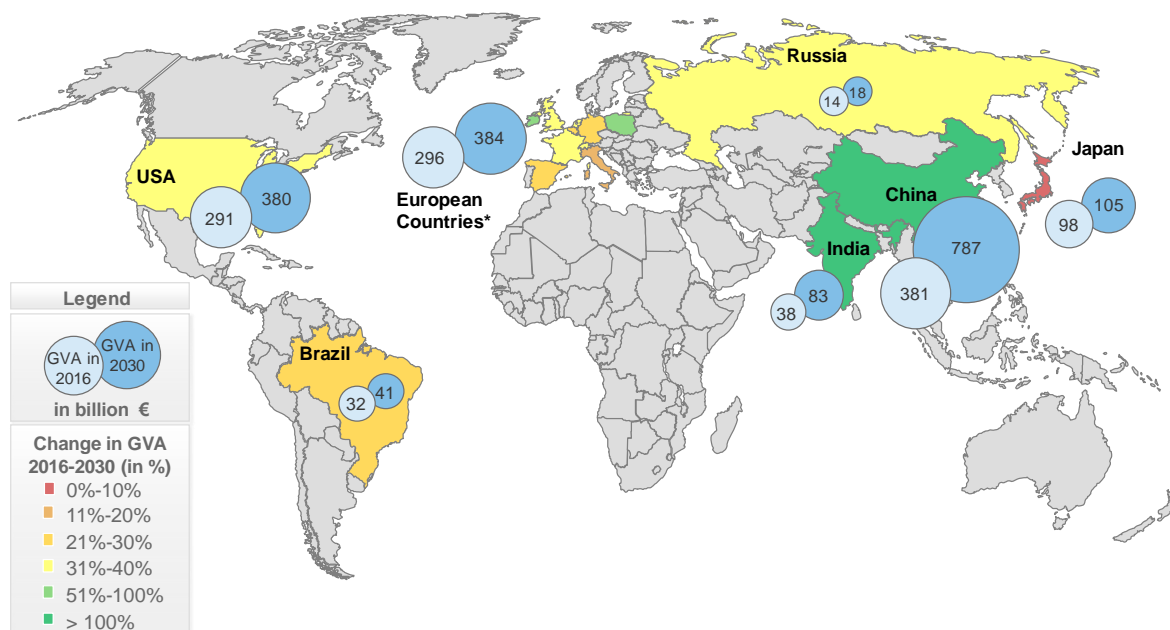 Russia
14
18
384
296
European
Countries*
USA
380
291
Japan
105
98
China
787
381
India
83
38
Brazil
41
32
Legend
GVA in
2016
GVA in
2030
in billion €
Change in GVA
2016-2030 (in %)
0%-10%
11%-20%
21%-30%
31%-40%
51%-100%
> 100%